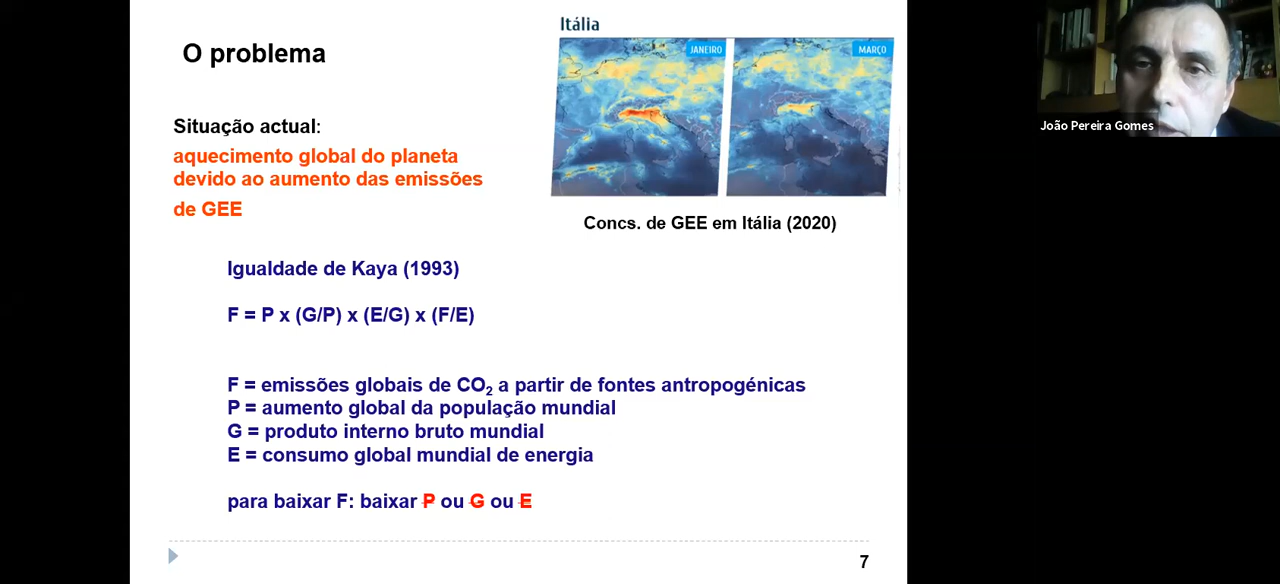 O problema
Itália
JANEIRO
MARÇO
João Pereira Gomes
Situação actual:
aquecimento global do planeta
devido ao aumento das emissões
de GEE
Concs. de GEE em Itália (2020)
Igualdade de Kaya (1993)
F = P x (G/P) x (E/G) x (F/E)
F = emissões globais de CO₂ a partir de fontes antropogénicas
P = aumento global da população mundial
G = produto interno bruto mundial
E = consumo global mundial de energia
para baixar F: baixar P ou G ou E
7